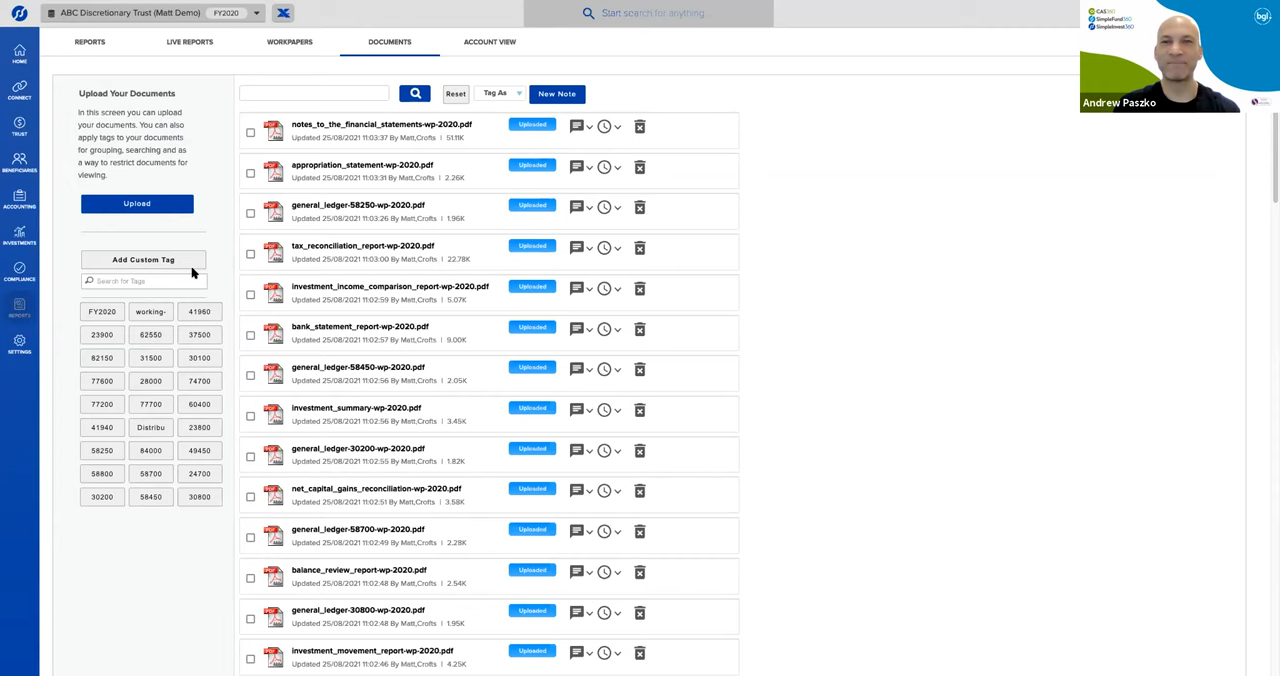 ABC Discretionary Trust (Matt Demo) FY2020
Start search for anything
REPORTS LIVE REPORTS WORKPAPERS DOCUMENTS ACCOUNT VIEW
HOME
CONNECT
TRUST
BENEFICIARIES
ACCOUNTING
INVESTMENTS
COMPLIANCE
REPORTS
SETTINGS
Upload Your Documents
In this screen you can upload
your documents. You can also
apply tags to your documents
for grouping, searching and as
a way to restrict documents for
viewing.
Upload
Add Custom Tag
Search for Tags
FY2020 working- 41960
23900 62550 37500
82150 31500 30100
77600 28000 74700
77200 77700 60400
41940 Distribu 23800
58250 84000 49450
58800 58700 24700
30200 58450 30800
Reset Tag As New Note
notes_to_the_financial_statements-wp-2020.pdf Uploaded
Updated 25/08/2021 11:03:37 By Matt,Crofts | 51.11K
appropriation_statement-wp-2020.pdf Uploaded
Updated 25/08/2021 11:03:31 By Matt,Crofts | 2.26K
general_ledger-58250-wp-2020.pdf Uploaded
Updated 25/08/2021 11:03:26 By Matt,Crofts | 1.96K
tax_reconciliation_report-wp-2020.pdf Uploaded
Updated 25/08/2021 11:03:00 By Matt,Crofts | 22.78K
investment_income_comparison_report-wp-2020.pdf Uploaded
Updated 25/08/2021 11:02:59 By Matt,Crofts | 5.07K
bank_statement_report-wp-2020.pdf Uploaded
Updated 25/08/2021 11:02:57 By Matt,Crofts | 9.00K
general_ledger-58450-wp-2020.pdf Uploaded
Updated 25/08/2021 11:02:56 By Matt,Crofts | 2.05K
investment_summary-wp-2020.pdf Uploaded
Updated 25/08/2021 11:02:56 By Matt,Crofts | 3.45K
general_ledger-30200-wp-2020.pdf Uploaded
Updated 25/08/2021 11:02:55 By Matt,Crofts | 1.82K
net_capital_gains_reconciliation-wp-2020.pdf Uploaded
Updated 25/08/2021 11:02:51 By Matt,Crofts | 3.58K
general_ledger-58700-wp-2020.pdf Uploaded
Updated 25/08/2021 11:02:49 By Matt,Crofts | 2.28K
balance_review_report-wp-2020.pdf Uploaded
Updated 25/08/2021 11:02:48 By Matt,Crofts | 2.54K
general_ledger-30800-wp-2020.pdf Uploaded
Updated 25/08/2021 11:02:48 By Matt,Crofts | 1.95K
investment_movement_report-wp-2020.pdf Uploaded
Updated 25/08/2021 11:02:46 By Matt,Crofts | 4.25K
CAS360
SimpleFund360
SimpleInvest360
bgl
Andrew Paszko